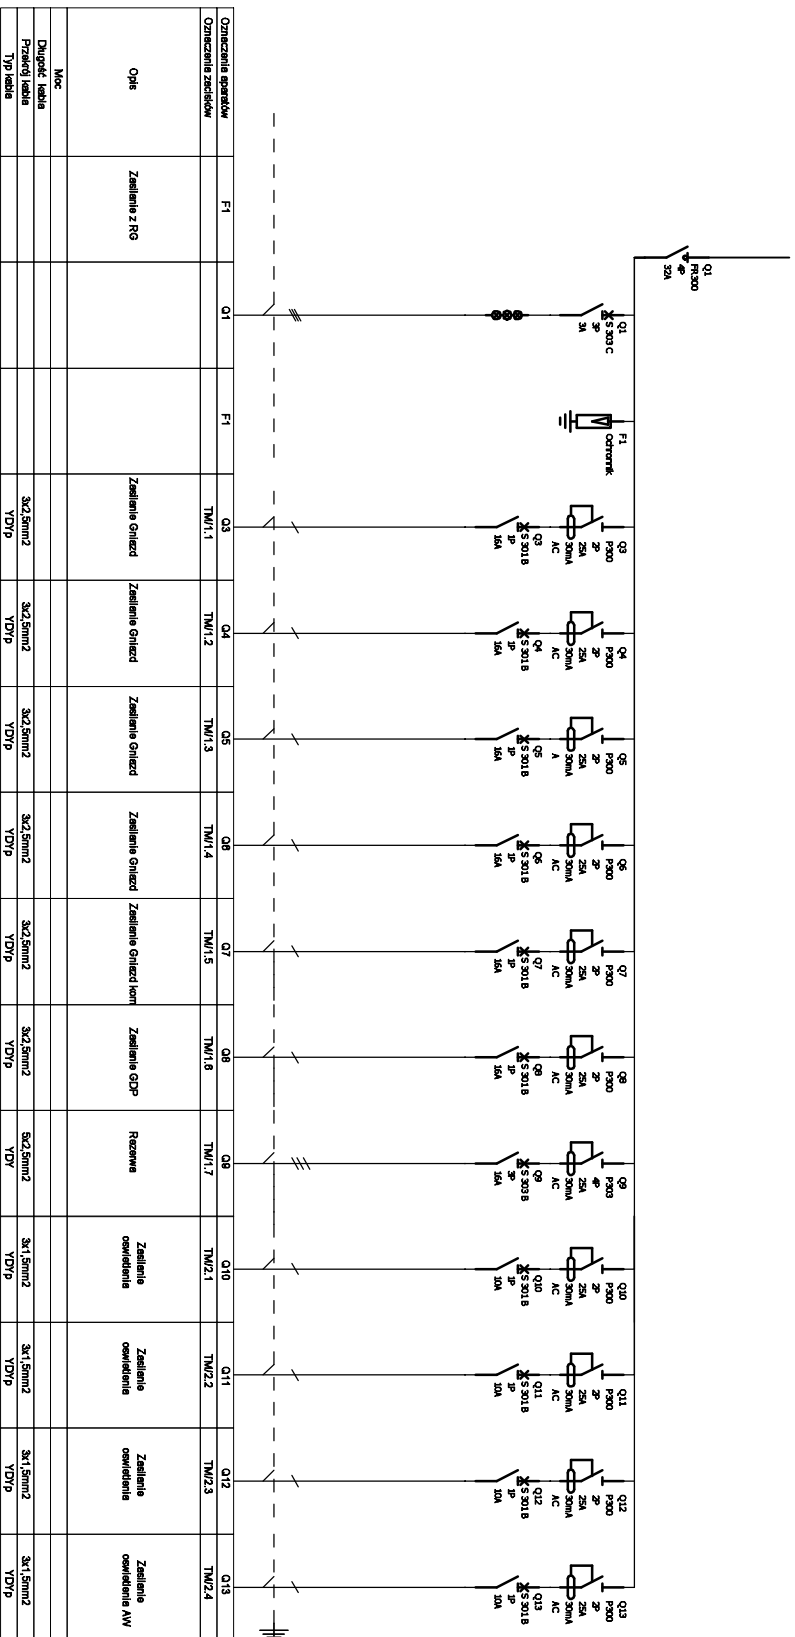 Q1
FR300
4P
32A
Q1
S 303 C
3P
3A
F1
Ochronnik
Q3
P300
2P
25A
30mA
AC
Q3
S 301 B
1P
16A
Q4
P300
2P
25A
30mA
AC
Q4
S 301 B
1P
16A
Q5
P300
2P
25A
30mA
A
Q5
S 301 B
1P
16A
Q6
P300
2P
25A
30mA
AC
Q6
S 301 B
1P
16A
Q7
P300
2P
25A
30mA
AC
Q7
S 301 B
1P
16A
Q8
P300
2P
25A
30mA
AC
Q8
S 301 B
1P
16A
Q9
P303
4P
25A
30mA
AC
Q9
S 303 B
3P
16A
Q10
P300
2P
25A
30mA
AC
Q10
S 301 B
1P
10A
Q11
P300
2P
25A
30mA
AC
Q11
S 301 B
1P
10A
Q12
P300
2P
25A
30mA
AC
Q12
S 301 B
1P
10A
Q13
P300
2P
25A
30mA
AC
Q13
S 301 B
1P
10A
Oznaczenia aparatów F1 Q1 F1 Q3 Q4 Q5 Q6 Q7 Q8 Q9 Q10 Q11 Q12 Q13
Oznaczenia zacisków TM/1.1 TM/1.2 TM/1.3 TM/1.4 TM/1.5 TM/1.6 TM/1.7 TM/2.1 TM/2.2 TM/2.3 TM/2.4
Opis
Zasilanie z RG
Zasilanie Gniazd
Zasilanie Gniazd
Zasilanie Gniazd
Zasilanie Gniazd
Zasilanie Gniazd kom
Zasilanie GDP
Rezerwa
Zasilanie
oswietlenia
Zasilanie
oswietlenia
Zasilanie
oswietlenia
Zasilanie
oswietlenia AW
Moc
Długość kabla
Przekrój kabla 3x2,5mm2 3x2,5mm2 3x2,5mm2 3x2,5mm2 3x2,5mm2 3x2,5mm2 5x2,5mm2 3x1,5mm2 3x1,5mm2 3x1,5mm2 3x1,5mm2
Typ kabla YDYp YDYp YDYp YDYp YDYp YDYp YDY YDYp YDYp YDYp YDYp